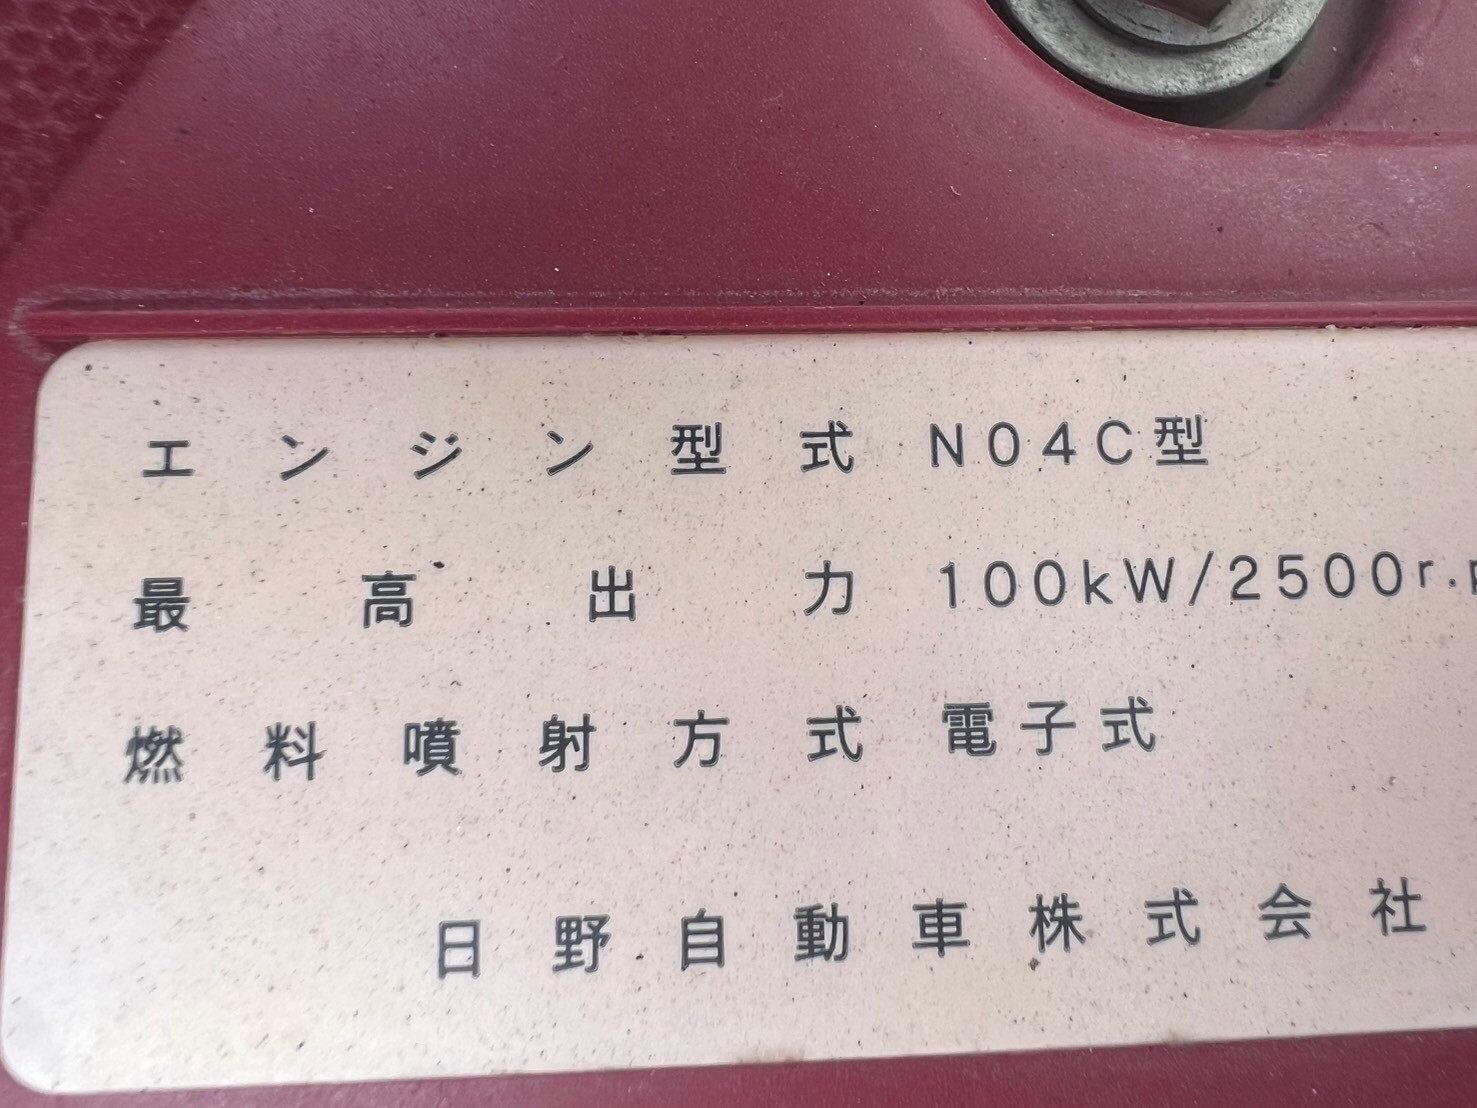 エンジン型式 N04C型
最高出力 100kW/2500r.
燃料噴射方式 電子式
日野自動車株式会社